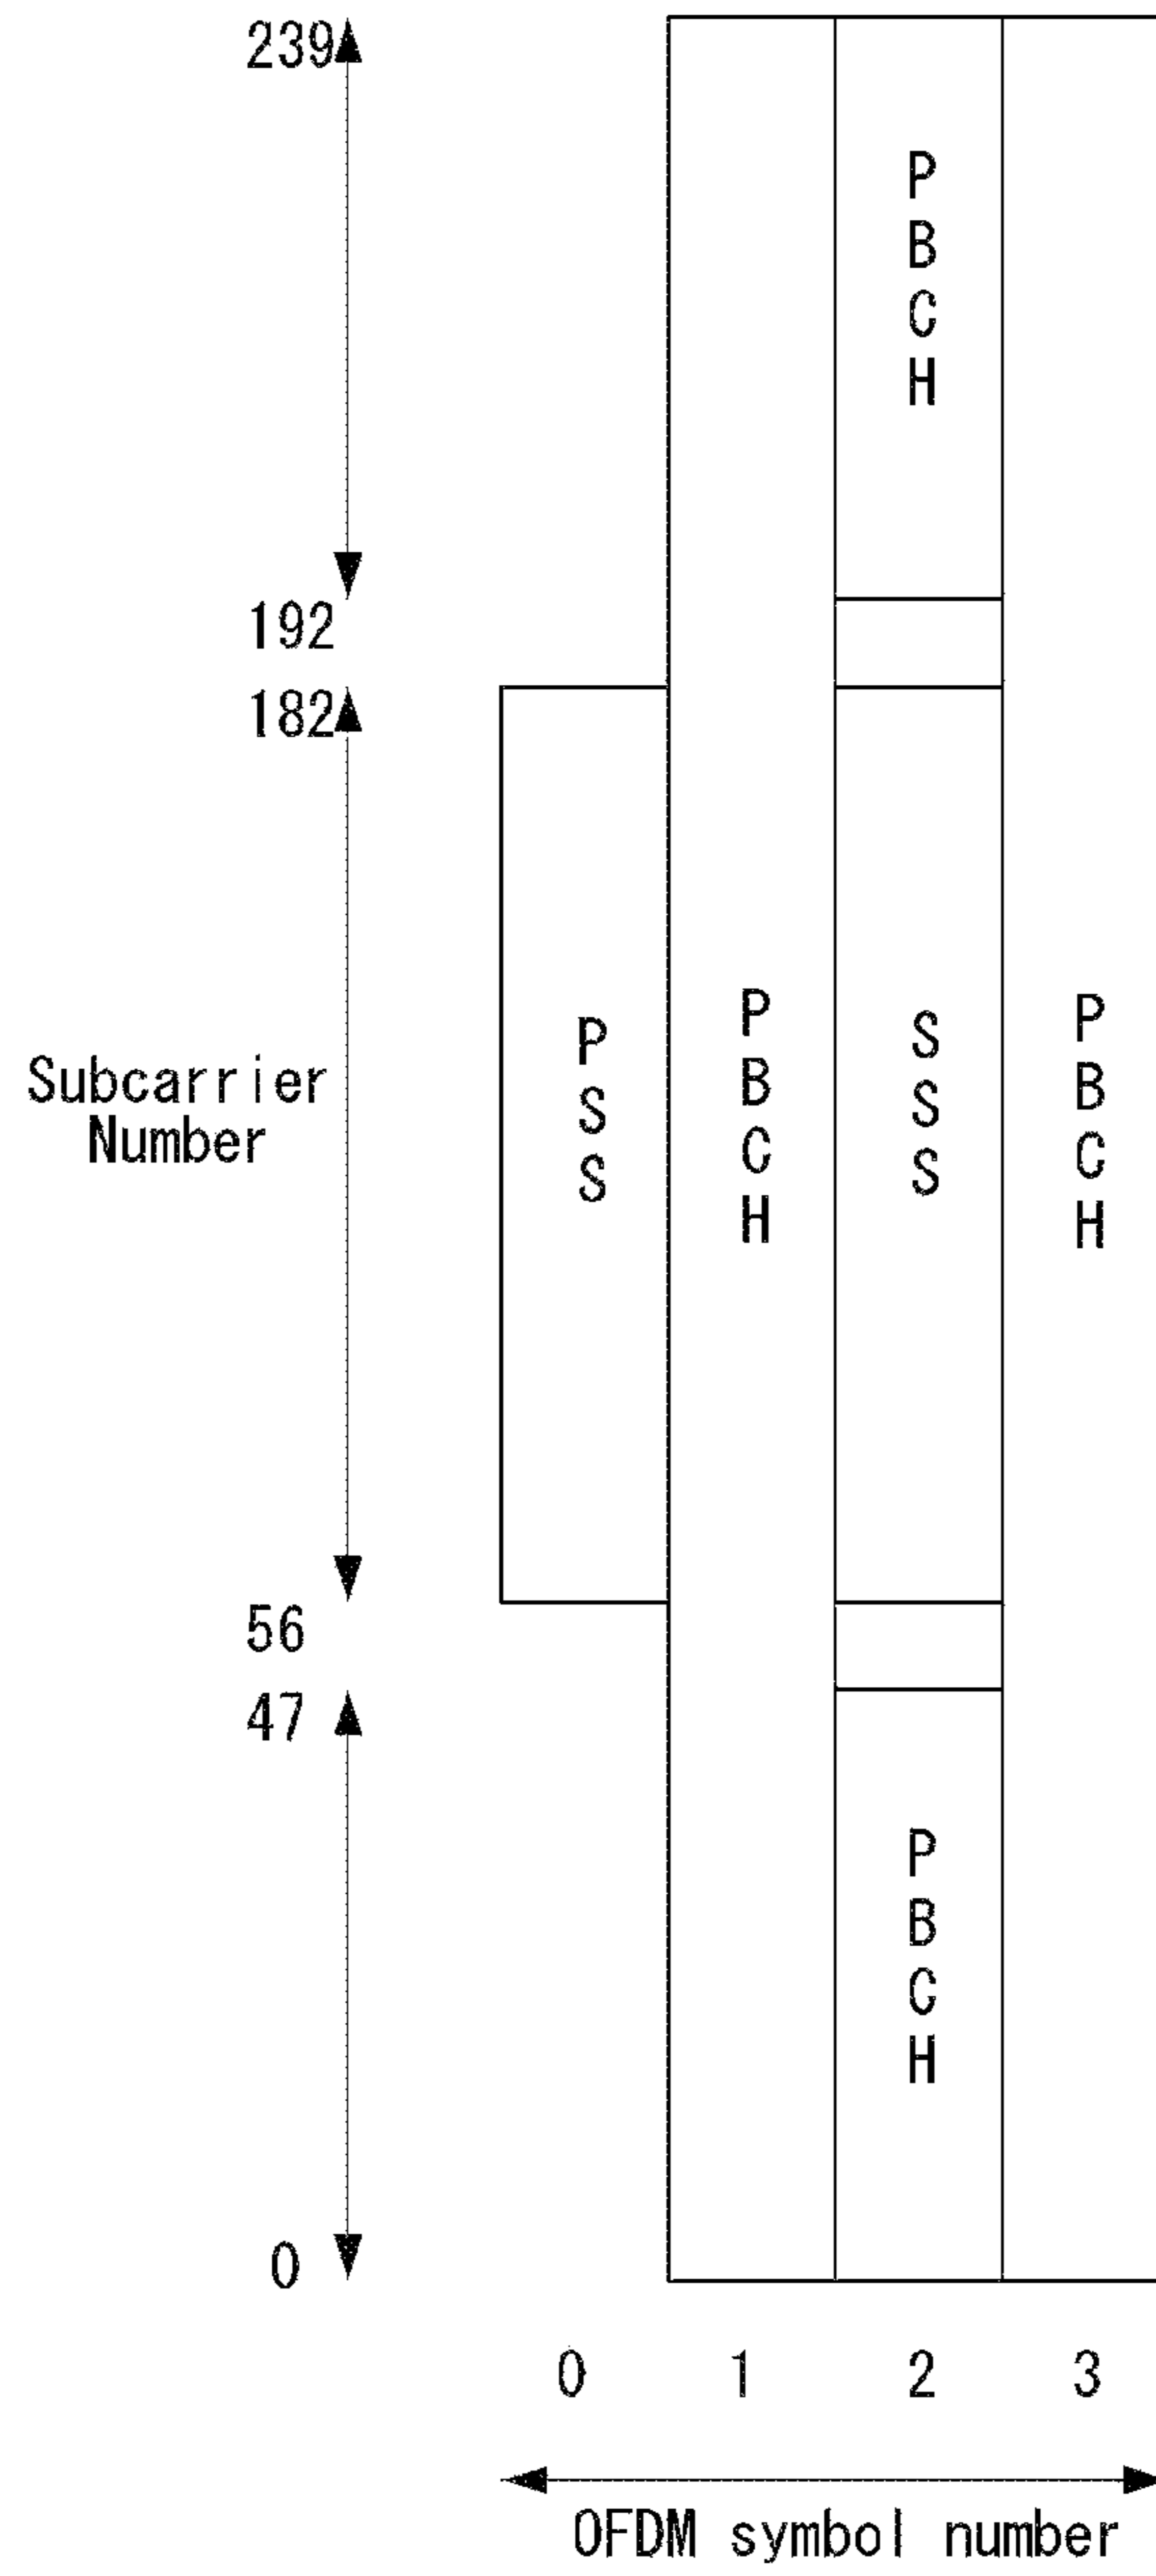 239
192
182
56
47
0
Subcarrier
Number
PSS
PBCH
PBCH
SSS
PBCH
PBCH
0 1 2 3
OFDM symbol number